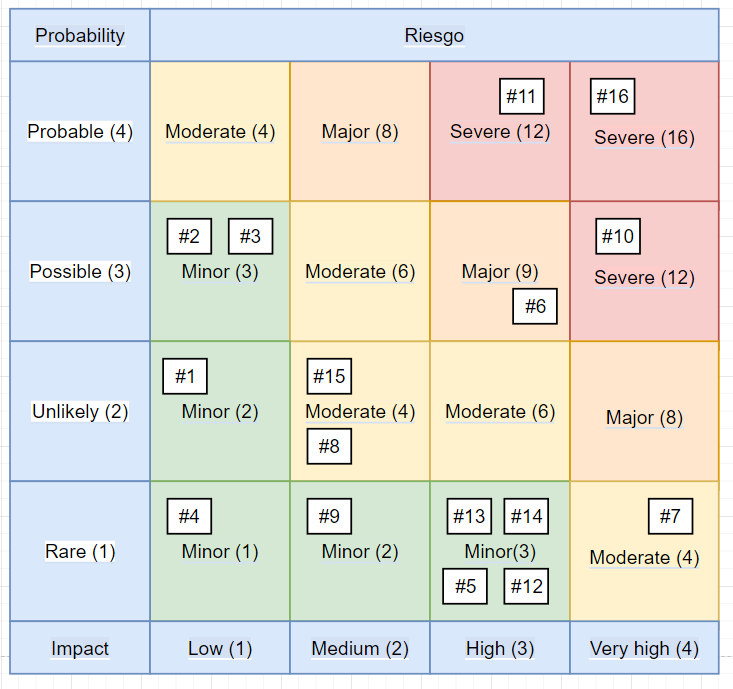 Probability
Riesgo
Probable (4)
Moderate (4)
Major (8)
#11
Severe (12)
#16
Severe (16)
Possible (3)
#2
#3
Minor (3)
Moderate (6)
Major (9)
#6
#10
Severe (12)
Unlikely (2)
#1
Minor (2)
#15
Moderate (4)
#8
Moderate (6)
Major (8)
Rare (1)
#4
Minor (1)
#9
Minor (2)
#13
#14
Minor(3)
#5
#12
#7
Moderate (4)
Impact
Low (1)
Medium (2)
High (3)
Very high (4)